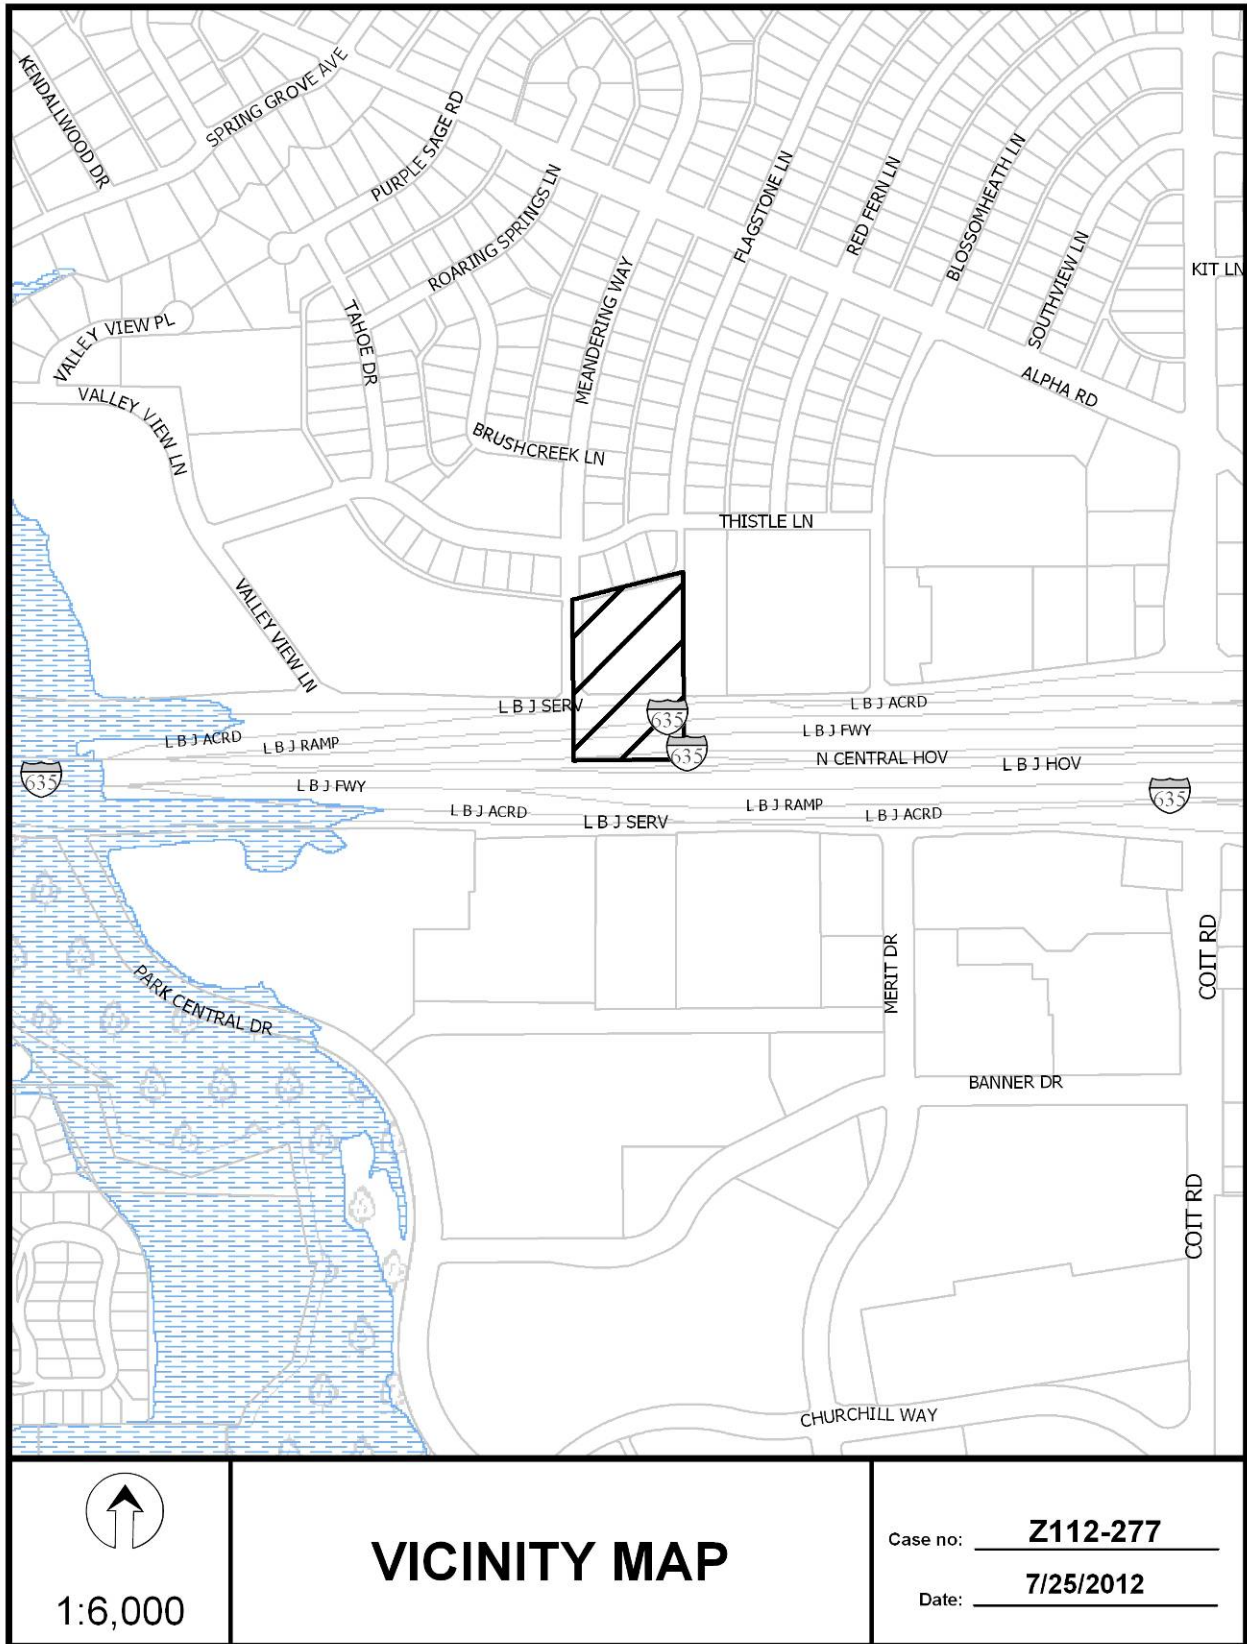 KENDALLWOOD DR
SPRING GROVE AVE
PURPLE SAGE RD
ROARING SPRINGS LN
FLAGSTONE LN
RED FERN LN
BLOSSOMHEATH LN
SOUTHVIEW LN
KIT LN
MEANDERING WAY
TAHOE DR
VALLEY VIEW PL
VALLEY VIEW LN
ALPHA RD
BRUSHCREEK LN
THISTLE LN
VALLEY VIEW LN
L B J SERV
635
L B J ACRD
L B J ACRD
L B J RAMP
L B J FWY
635
N CENTRAL HOV
L B J HOV
635
L B J FWY
635
L B J ACRD
L B J RAMP
L B J ACRD
L B J SERV
MERIT DR
COIT RD
PARK CENTRAL DR
BANNER DR
COIT RD
CHURCHILL WAY
1:6,000
VICINITY MAP
Case no: Z112-277
Date: 7/25/2012